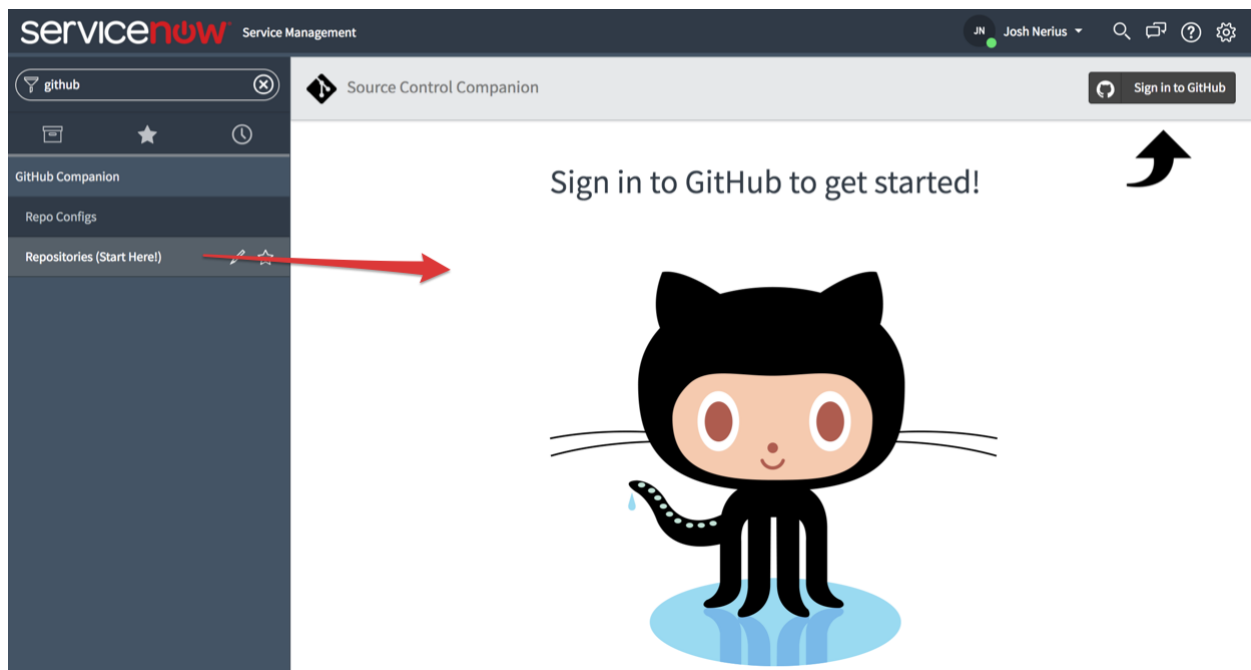 servicenow Service Management
JN Josh Nerius
github
Source Control Companion
Sign in to GitHub
GitHub Companion
Repo Configs
Repositories (Start Here!)
Sign in to GitHub to get started!